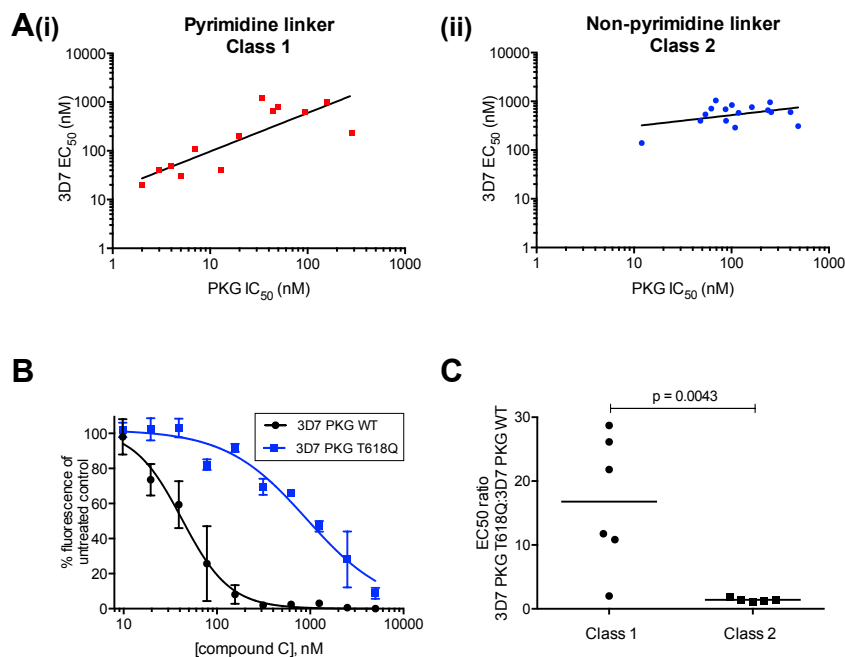 A(i)
Pyrimidine linker
Class 1
3D7 EC50 (nM)
1000
1000
100
10
1
1
10
100
1000
PKG IC50 (nM)
(ii)
Non-pyrimidine linker
Class 2
3D7 EC50 (nM)
10000
1000
100
10
1
1
10
100
1000
PKG IC50 (nM)
B
% fluorescence of
untreated control
100
80
60
40
20
0
10
100
1000
10000
[compound C], nM
3D7 PKG WT
3D7 PKG T618Q
C
p = 0.0043
EC50 ratio
3D7 PKG T618Q:3D7 PKG WT
30
20
10
0
Class 1
Class 2